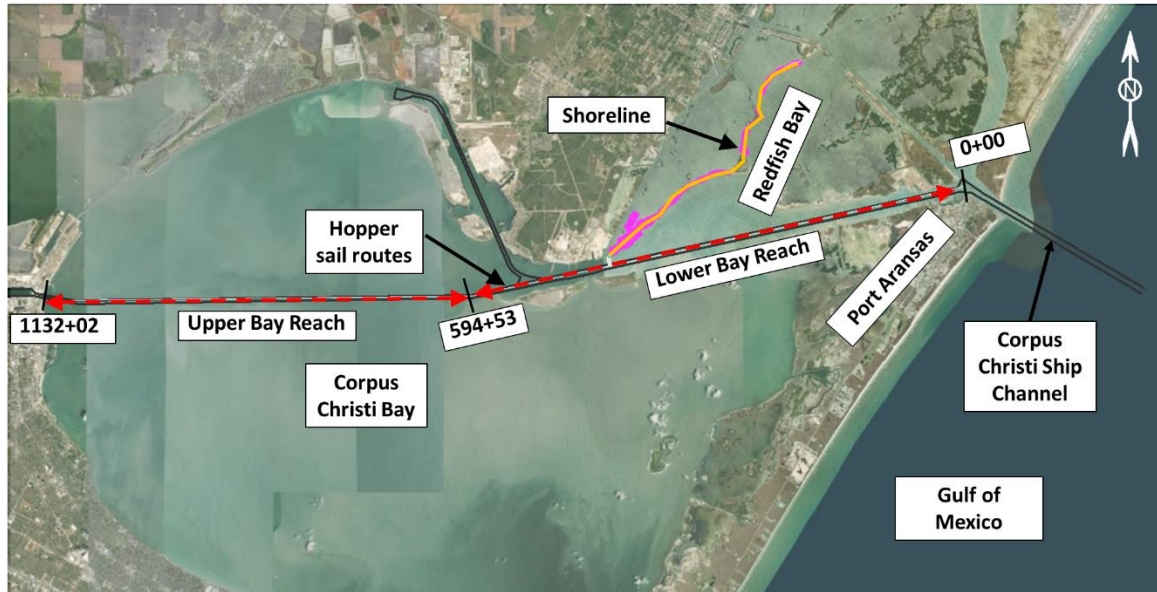 N
Shoreline
Redfish Bay
0+00
Hopper
sail routes
Lower Bay Reach
Port Aransas
1132+02
Upper Bay Reach
594+53
Corpus
Christi Bay
Corpus
Christi Ship
Channel
Gulf of
Mexico